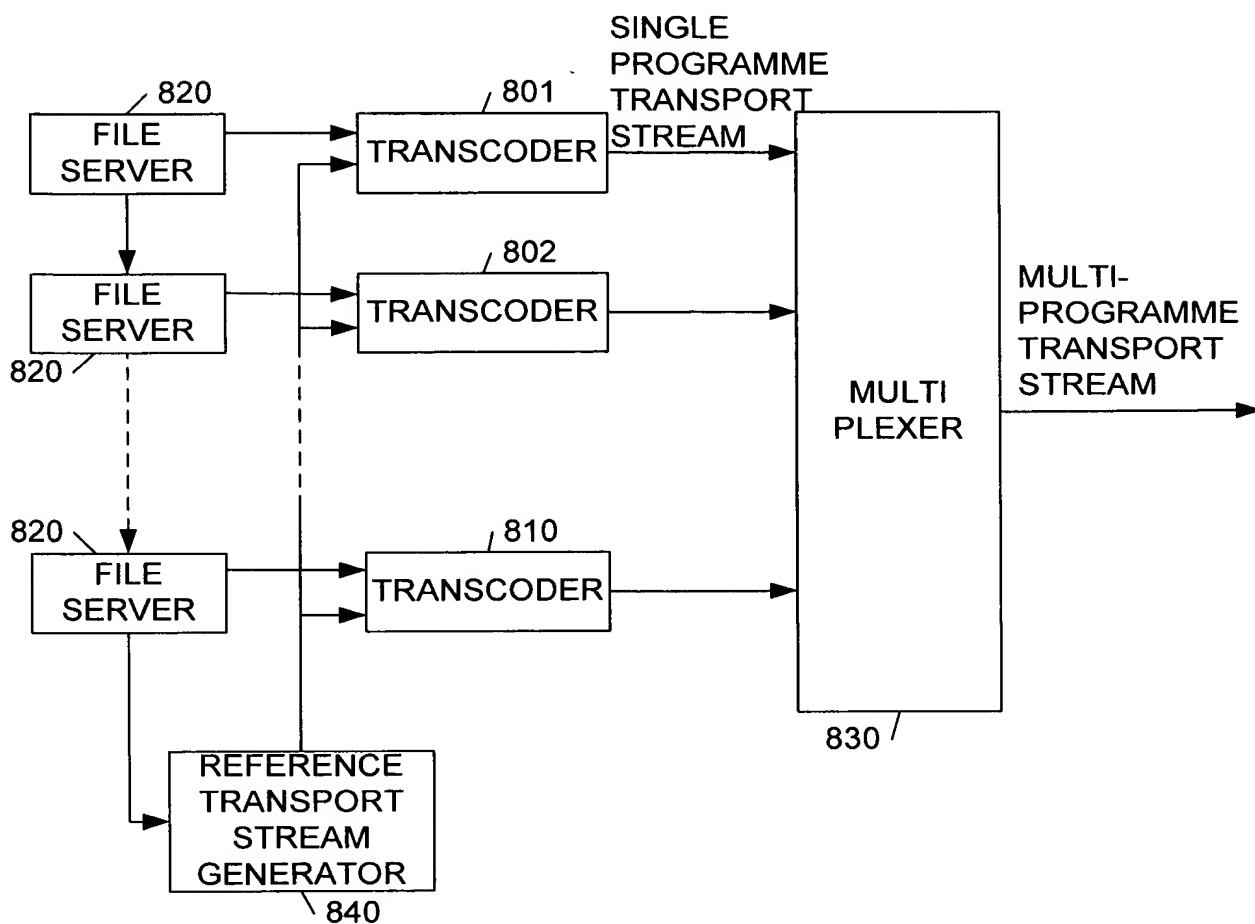 SINGLE
PROGRAMME
TRANSPORT
STREAM
820
FILE
SERVER
801
TRANSCODER
FILE
SERVER
820
802
TRANSCODER
MULTI-
PROGRAMME
TRANSPORT
STREAM
MULTI
PLEXER
820
FILE
SERVER
810
TRANSCODER
830
REFERENCE
TRANSPORT
STREAM
GENERATOR
840